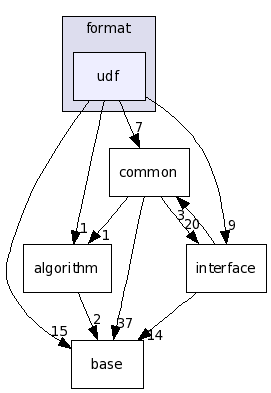 format
udf
7
common
1
1
3
20
9
algorithm
interface
2
37
15
14
base